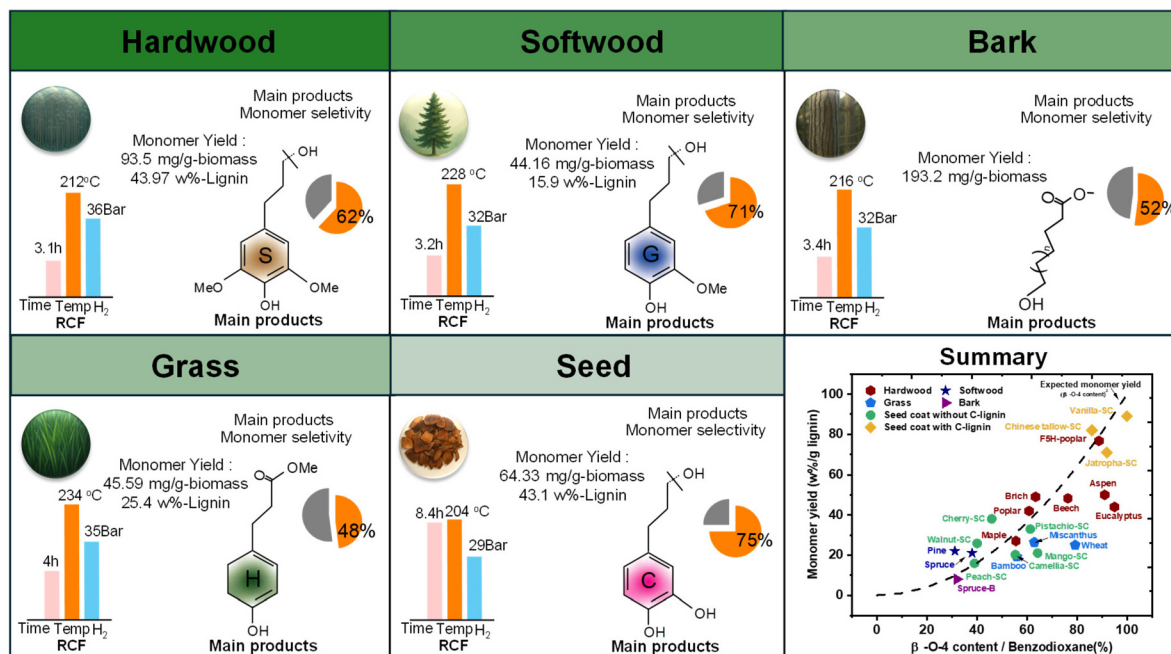 Hardwood
Main products
Monomer seletivity
Monomer Yield :
93.5 mg/g-biomass
43.97 w%-Lignin
OH
212°C
36Bar
3.1h
62%
S
MeO
OMe
OH
Time Temp H₂
RCF
Main products
Softwood
Main products
Monomer seletivity
Monomer Yield :
44.16 mg/g-biomass
15.9 w%-Lignin
OH
228 °C
32Bar
3.2h
71%
G
OMe
OH
Time Temp H₂
RCF
Main products
Bark
Main products
Monomer seletivity
Monomer Yield :
193.2 mg/g-biomass
O
O⁻
216 °C
32Bar
3.4h
52%
5
OH
Time Temp H₂
RCF
Main products
Grass
Main products
Monomer seletivity
Monomer Yield :
45.59 mg/g-biomass
25.4 w%-Lignin
O
OMe
234 °C
35Bar
4h
48%
H
OH
Time Temp H₂
RCF
Main products
Seed
Main products
Monomer selectivity
Monomer Yield :
64.33 mg/g-biomass
43.1 w%-Lignin
OH
8.4h
204 °C
29Bar
75%
C
OH
OH
Time Temp H₂
RCF
Main products
Summary
Hardwood
Softwood
Grass
Bark
Seed coat without C-lignin
Seed coat with C-lignin
Expected monomer yield
(β -O-4 content)²
Vanilla-SC
Chinese tallow-SC
F5H-poplar
Jatropha-SC
Brich
Aspen
Poplar
Beech
Eucalyptus
Cherry-SC
Pistachio-SC
Walnut-SC
Maple
Miscanthus
Pine
Wheat
Mango-SC
Spruce
Bamboo
Camellia-SC
Peach-SC
Spruce-B
100
80
60
40
20
0
Monomer yield (w%/g lignin)
0 20 40 60 80 100
β -O-4 content / Benzodioxane(%)